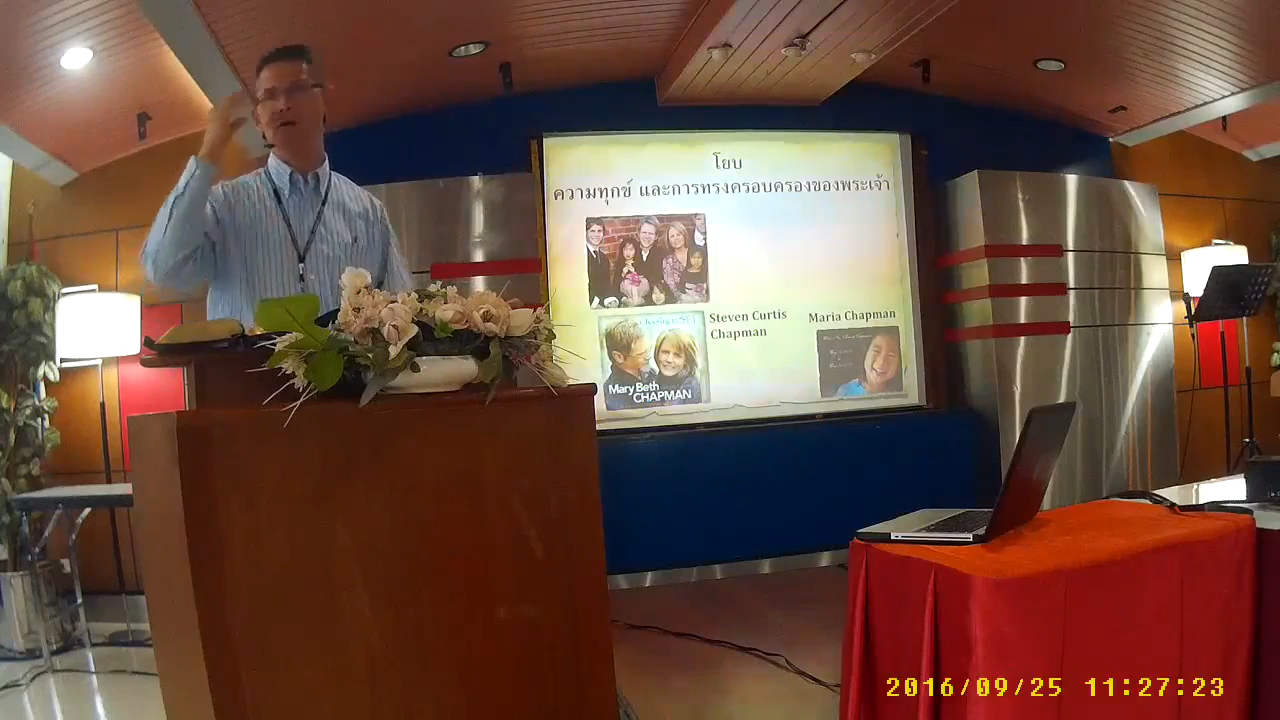 โยบ
ความทุกข์ และการทรงครอบครองของพระเจ้า
Steven Curtis
Chapman
Maria Chapman
Mary Beth
CHAPMAN
2016/09/25 11:27:23